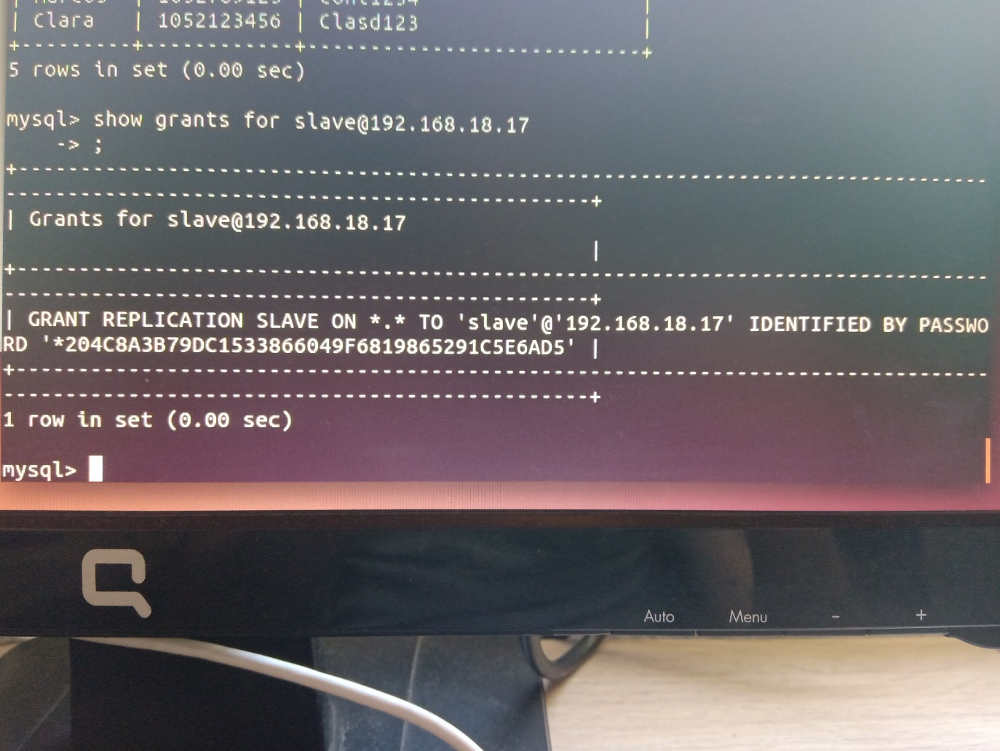 | Clara | 1052123456 | Clasd123 |
+---------+------------+----------------------------+
5 rows in set (0.00 sec)
mysql> show grants for slave@192.168.18.17
-> ;
+---------------------------------------------------------------
--------------------------------------+
| Grants for slave@192.168.18.17
|
+---------------------------------------------------------------
--------------------------------------+
| GRANT REPLICATION SLAVE ON *.* TO 'slave'@'192.168.18.17' IDENTIFIED BY PASSWO
RD '*204C8A3B79DC1533866049F6819865291C5E6AD5' |
+---------------------------------------------------------------
--------------------------------------+
1 row in set (0.00 sec)
mysql>
Auto Menu - +